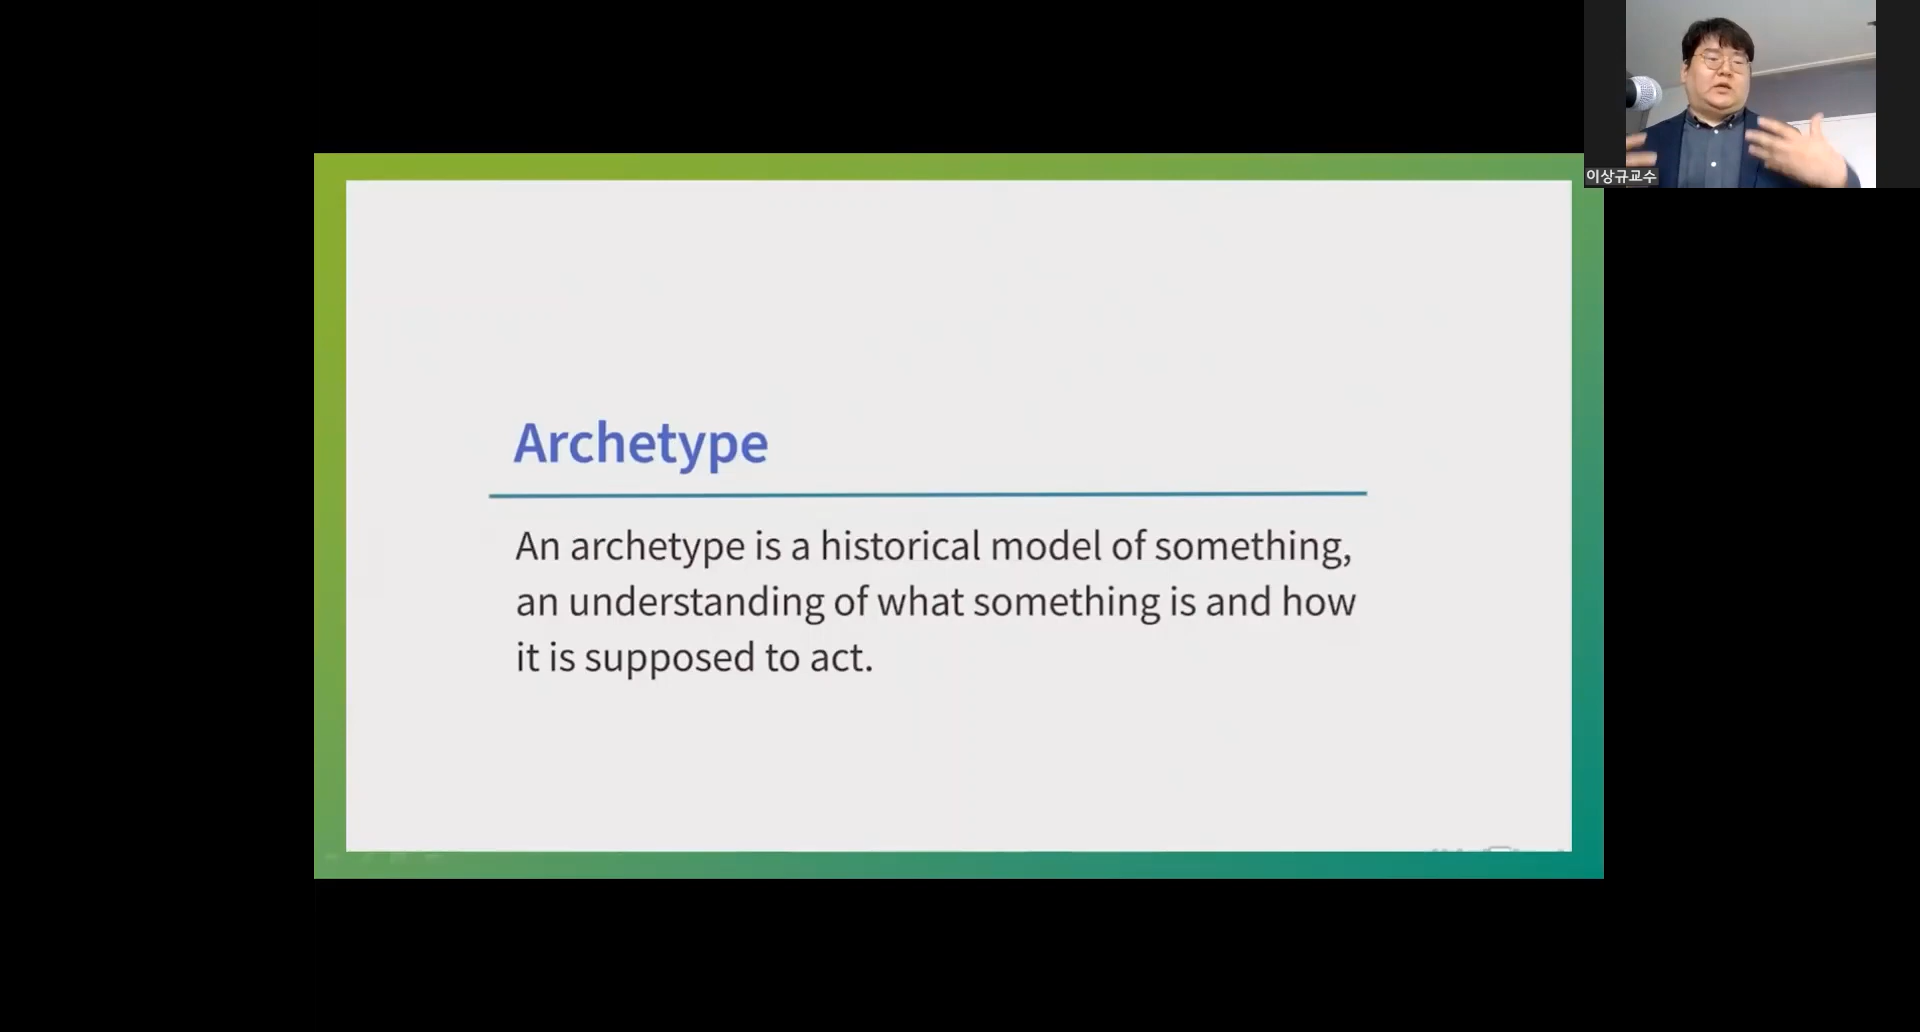 이상규교수
Archetype
An archetype is a historical model of something,
an understanding of what something is and how
it is supposed to act.